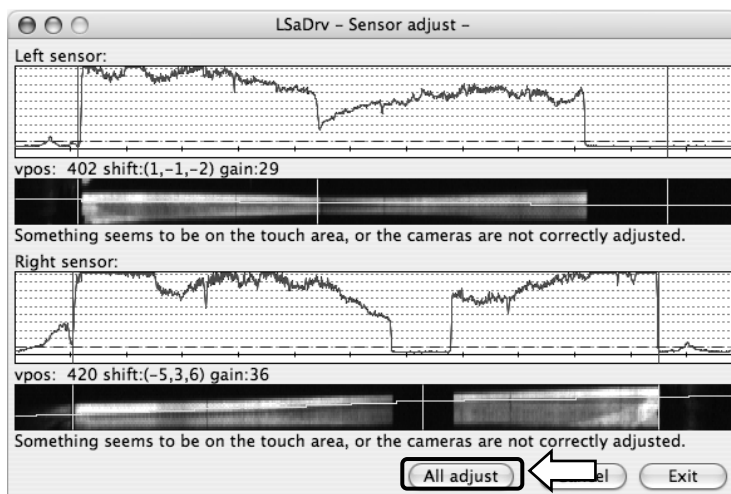 LSaDrv – Sensor adjust –
Left sensor:
vpos: 402 shift:(1,-1,-2) gain:29
Something seems to be on the touch area, or the cameras are not correctly adjusted.
Right sensor:
vpos: 420 shift:(-5,3,6) gain:36
Something seems to be on the touch area, or the cameras are not correctly adjusted.
All adjust Exit